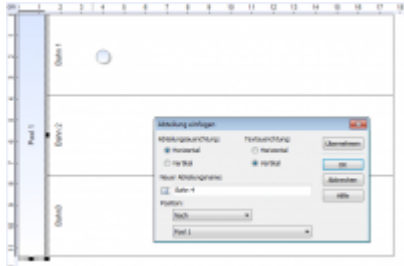 Pool 1
Bahn 1
Bahn 2
Bahn3
Abteilung einfügen
Abteilungsausrichtung:
Textausrichtung:
Horizontal
Horizontal
Vertikal
Vertikal
Neuer Abteilungsname:
Bahn 4
Position:
Nach
Pool 1
Übernehmen
OK
Abbrechen
Hilfe